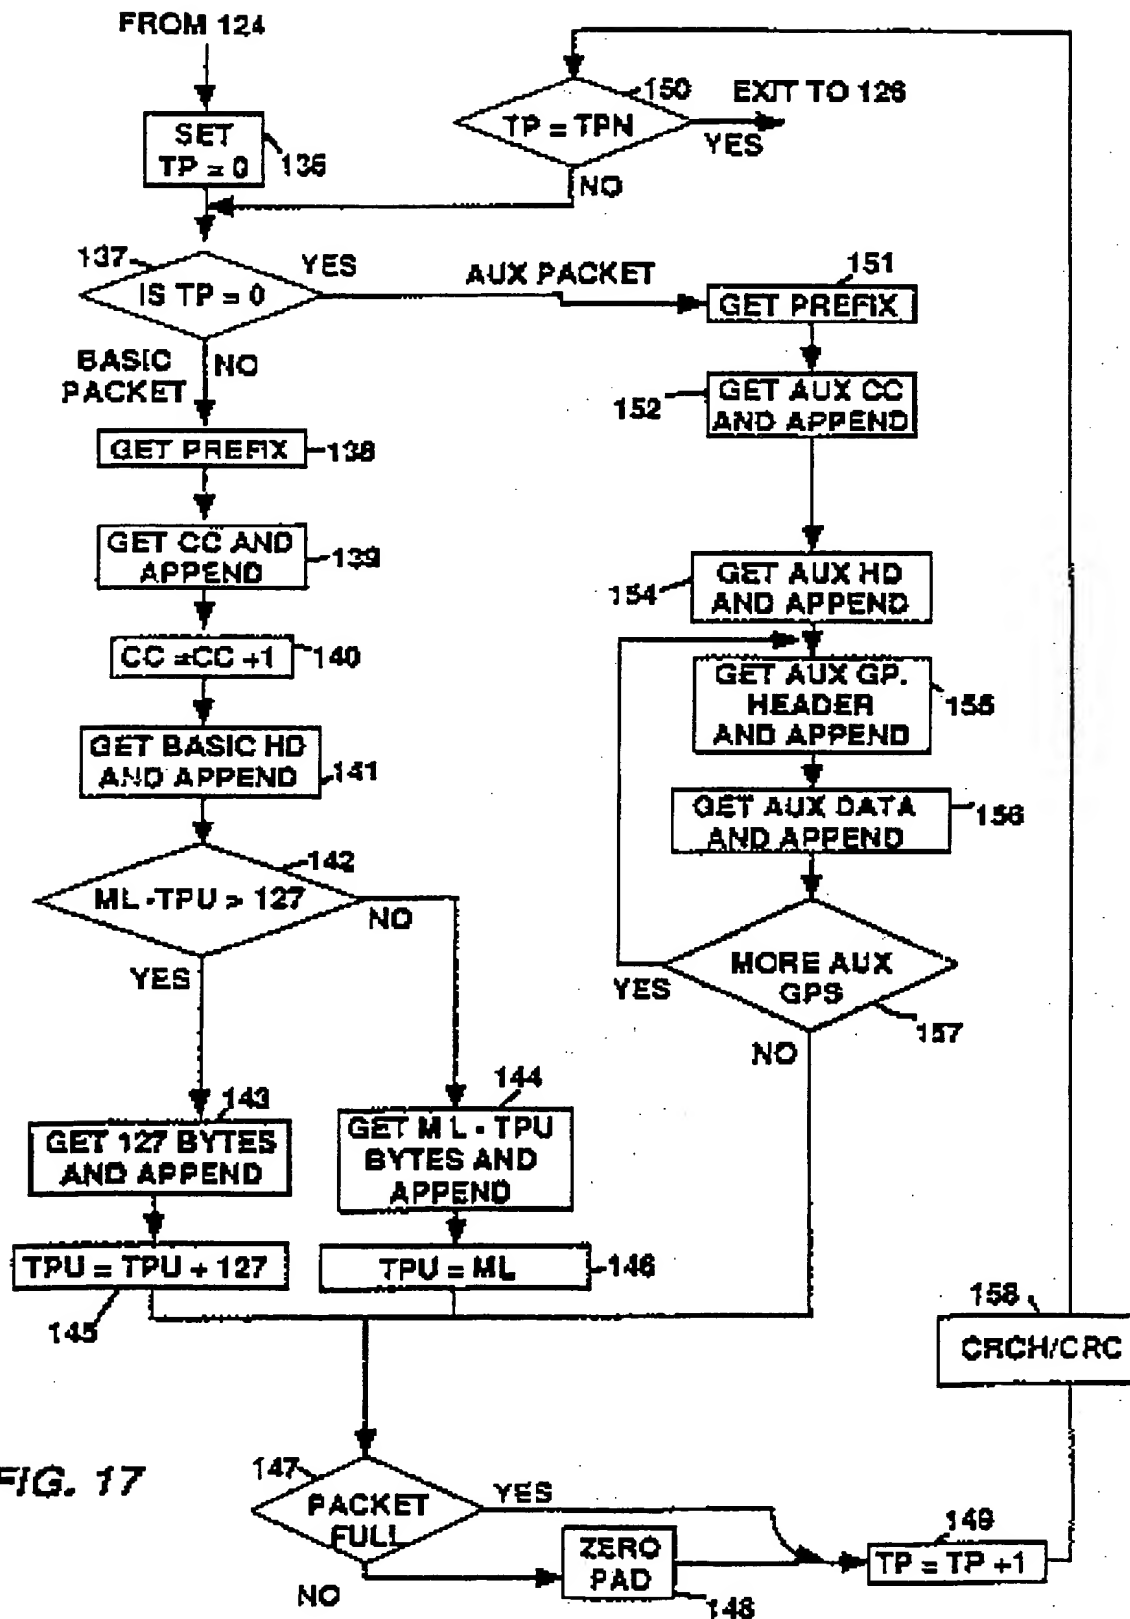 FROM 124
SET
TP = 0
136
TP = TPN
150
EXIT TO 126
YES
NO
137
IS TP = 0
YES
AUX PACKET
BASIC
PACKET
NO
151
GET PREFIX
152
GET AUX CC
AND APPEND
GET PREFIX
138
GET CC AND
APPEND
139
154
GET AUX HD
AND APPEND
CC = CC +1
140
GET AUX GP.
HEADER
AND APPEND
155
GET BASIC HD
AND APPEND
141
GET AUX DATA
AND APPEND
156
142
ML - TPU > 127
NO
YES
MORE AUX
GPS
YES
157
NO
143
GET 127 BYTES
AND APPEND
144
GET ML - TPU
BYTES AND
APPEND
TPU = TPU + 127
145
TPU = ML
146
158
CRCH/CRC
FIG. 17
147
PACKET
FULL
YES
NO
ZERO
PAD
148
149
TP = TP +1